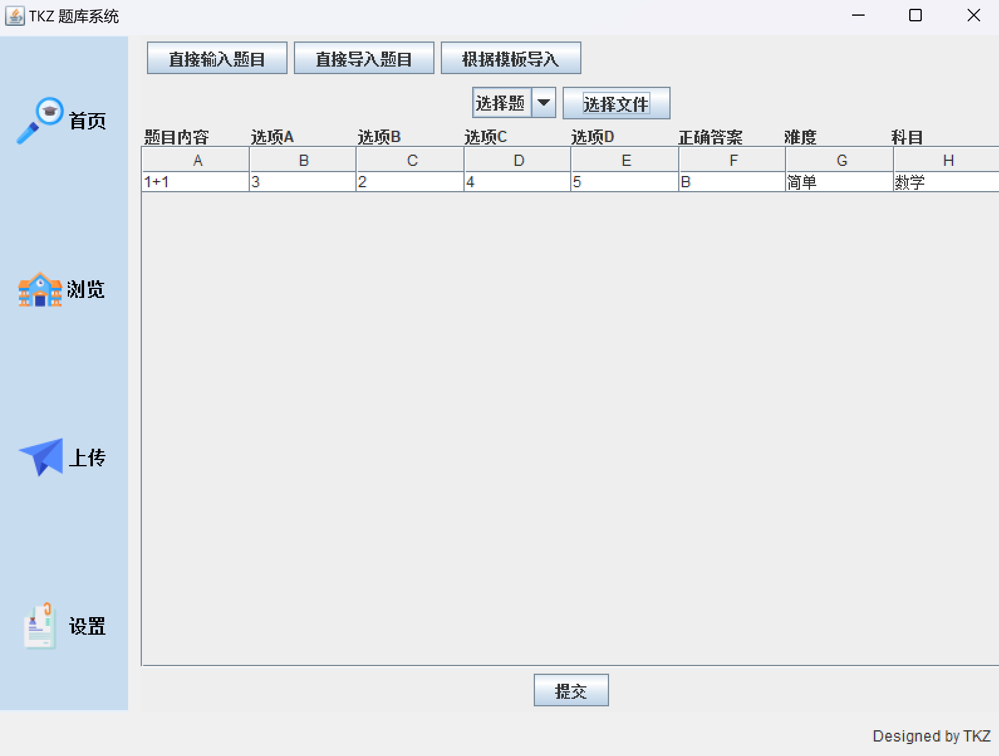 TKZ 题库系统
直接输入题目 直接导入题目 根据模板导入
选择题 选择文件
题目内容 选项A 选项B 选项C 选项D 正确答案 难度 科目
A B C D E F G H
1+1 3 2 4 5 B 简单 数学
首页
浏览
上传
设置
提交
Designed by TKZ